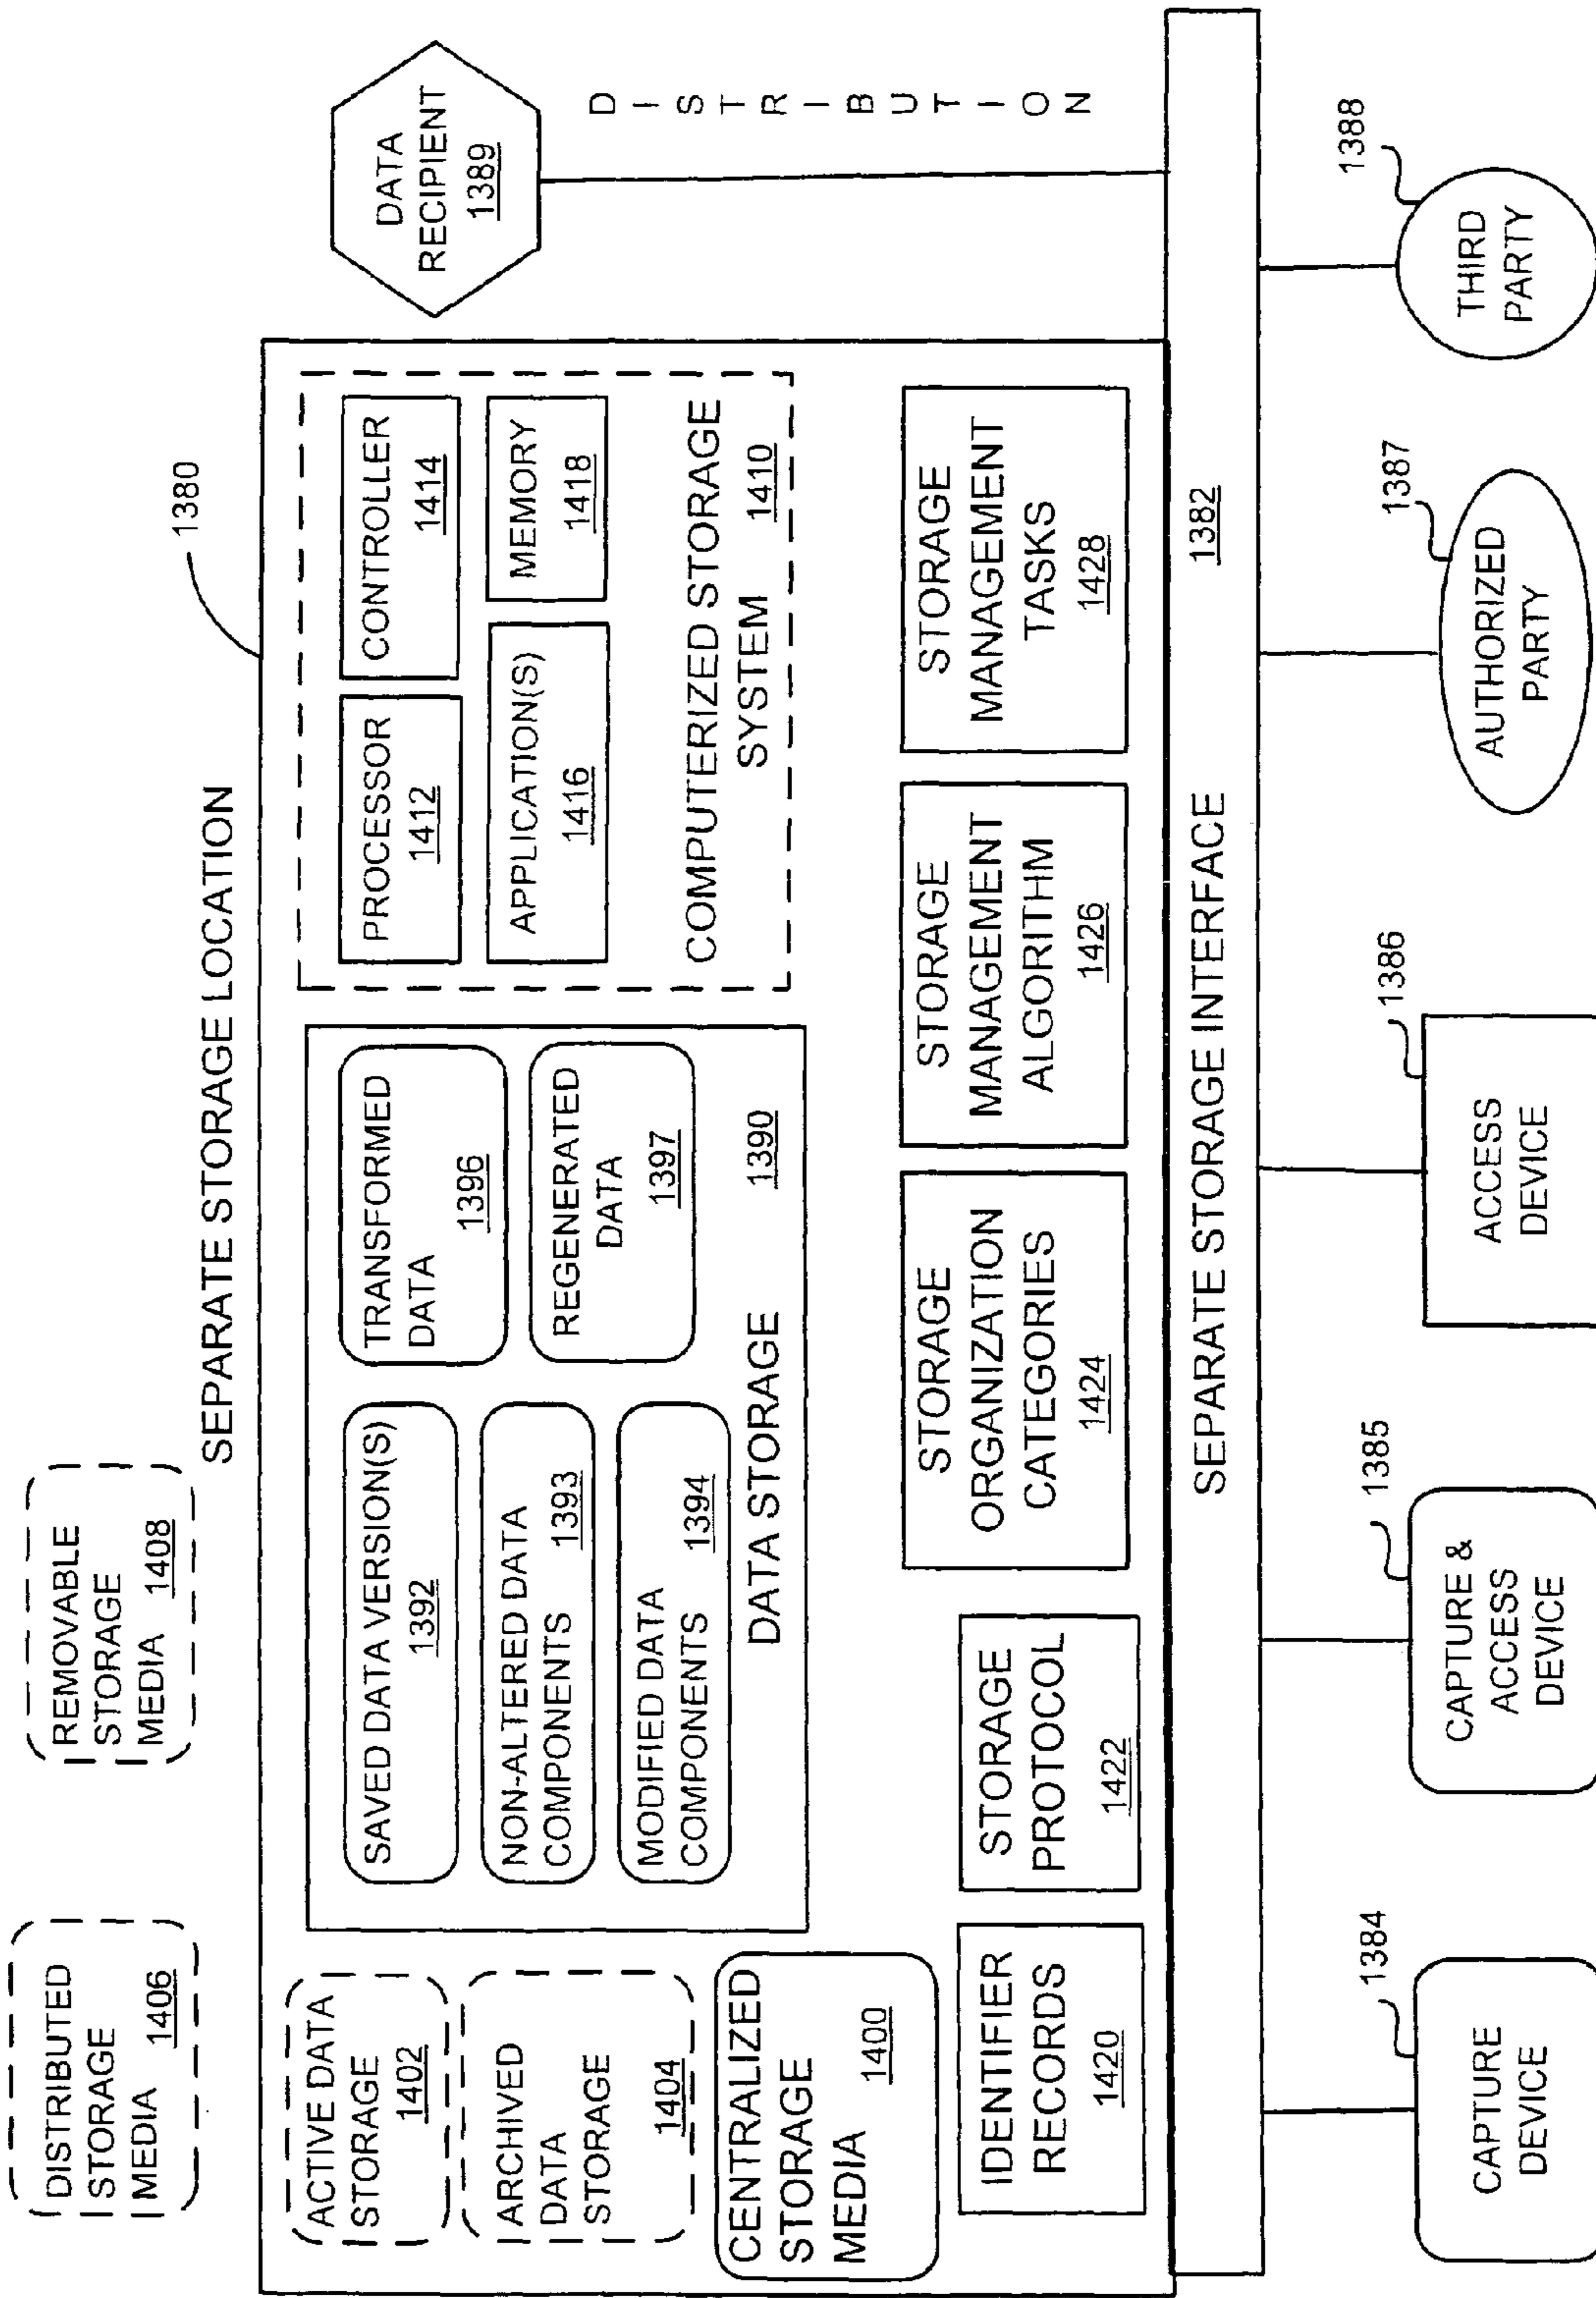 DISTRIBUTED
STORAGE
MEDIA 1406
REMOVABLE
STORAGE
MEDIA 1408
SEPARATE STORAGE LOCATION
1380
ACTIVE DATA
STORAGE
1402
ARCHIVED
DATA
STORAGE
1404
CENTRALIZED
STORAGE
MEDIA 1400
SAVED DATA VERSION(S)
1392
NON-ALTERED DATA
COMPONENTS 1393
MODIFIED DATA
COMPONENTS 1394
TRANSFORMED
DATA
1396
REGENERATED
DATA
1397
DATA STORAGE 1390
PROCESSOR
1412
CONTROLLER
1414
APPLICATION(S)
1416
MEMORY
1418
COMPUTERIZED STORAGE
SYSTEM 1410
DATA
RECIPIENT
1389
DISTRIBUTION
IDENTIFIER
RECORDS
1420
STORAGE
PROTOCOL
1422
STORAGE
ORGANIZATION
CATEGORIES
1424
STORAGE
MANAGEMENT
ALGORITHM
1426
STORAGE
MANAGEMENT
TASKS
1428
SEPARATE STORAGE INTERFACE 1382
1384
CAPTURE
DEVICE
1385
CAPTURE &
ACCESS
DEVICE
1386
ACCESS
DEVICE
1387
AUTHORIZED
PARTY
1388
THIRD
PARTY